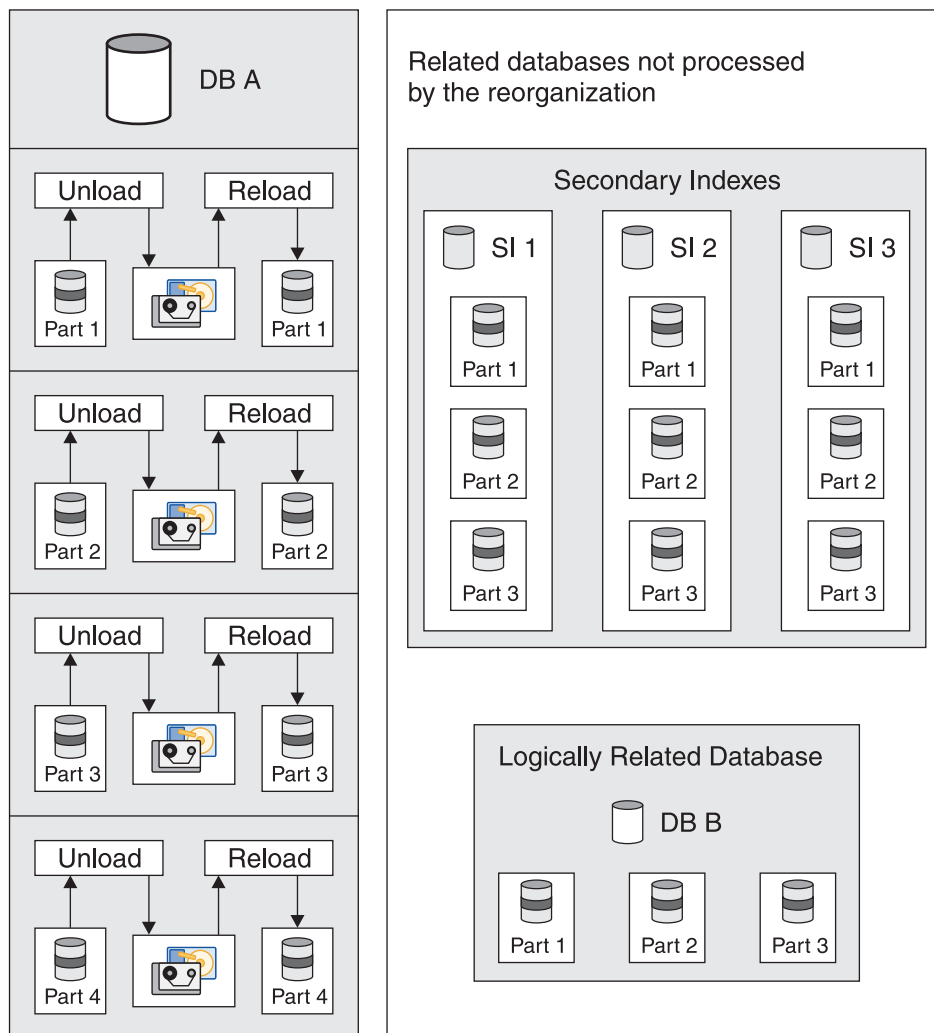 DB A
Unload
Reload
Part 1
Part 1
Unload
Reload
Part 2
Part 2
Unload
Reload
Part 3
Part 3
Unload
Reload
Part 4
Part 4
Related databases not processed
by the reorganization
Secondary Indexes
SI 1
Part 1
Part 2
Part 3
SI 2
Part 1
Part 2
Part 3
SI 3
Part 1
Part 2
Part 3
Logically Related Database
DB B
Part 1
Part 2
Part 3